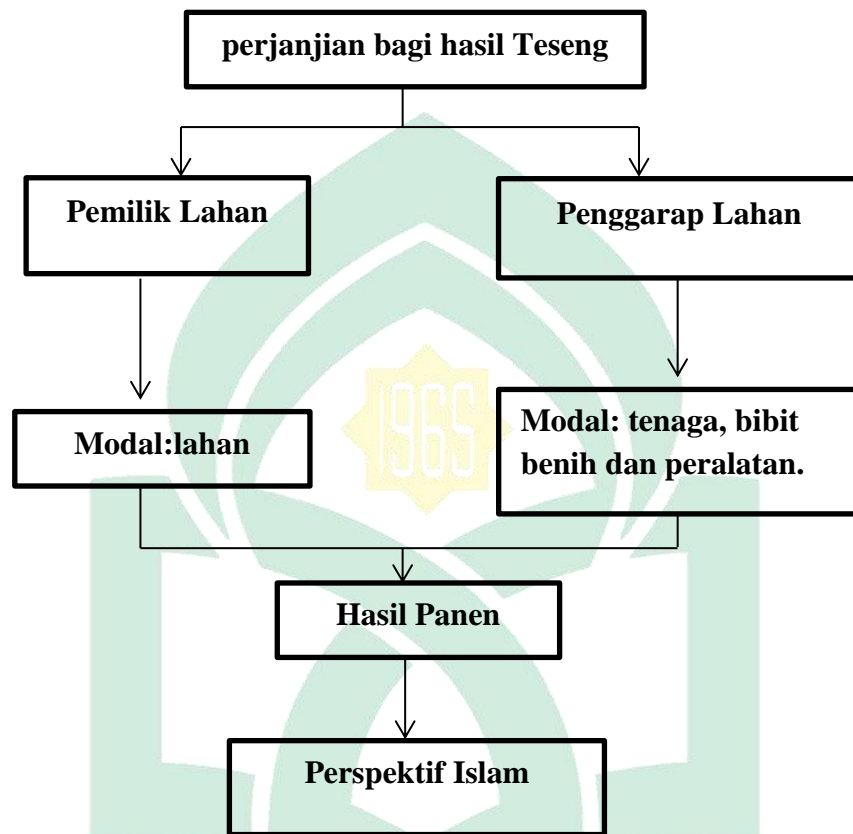 perjanjian bagi hasil Teseng
Pemilik Lahan
Penggarap Lahan
Modal:lahan
Modal: tenaga, bibit
benih dan peralatan.
1965
Hasil Panen
Perspektif Islam